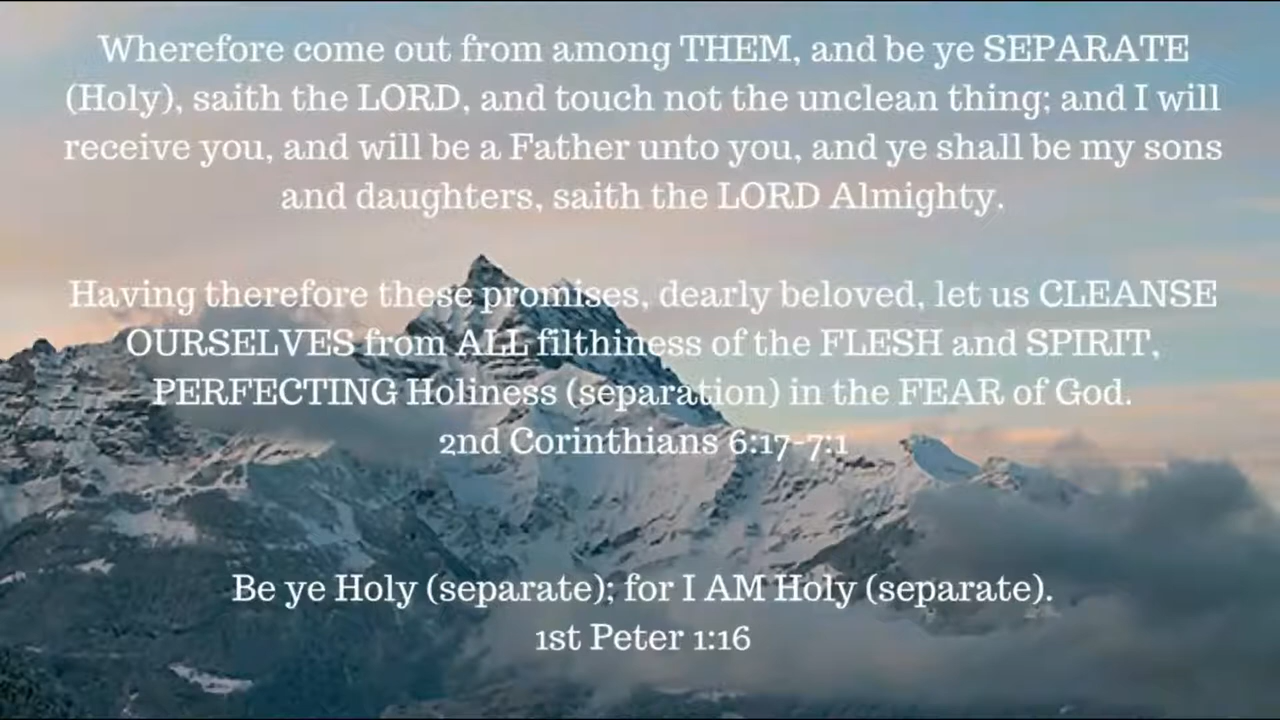 Wherefore come out from among THEM, and be ye SEPARATE
(Holy), saith the LORD, and touch not the unclean thing; and I will
receive you, and will be a Father unto you, and ye shall be my sons
and daughters, saith the LORD Almighty.
Having therefore these promises, dearly beloved, let us CLEANSE
OURSELVES from ALL filthiness of the FLESH and SPIRIT,
PERFECTING Holiness (separation) in the FEAR of God.
2nd Corinthians 6:17-7:1
Be ye Holy (separate); for I AM Holy (separate).
1st Peter 1:16